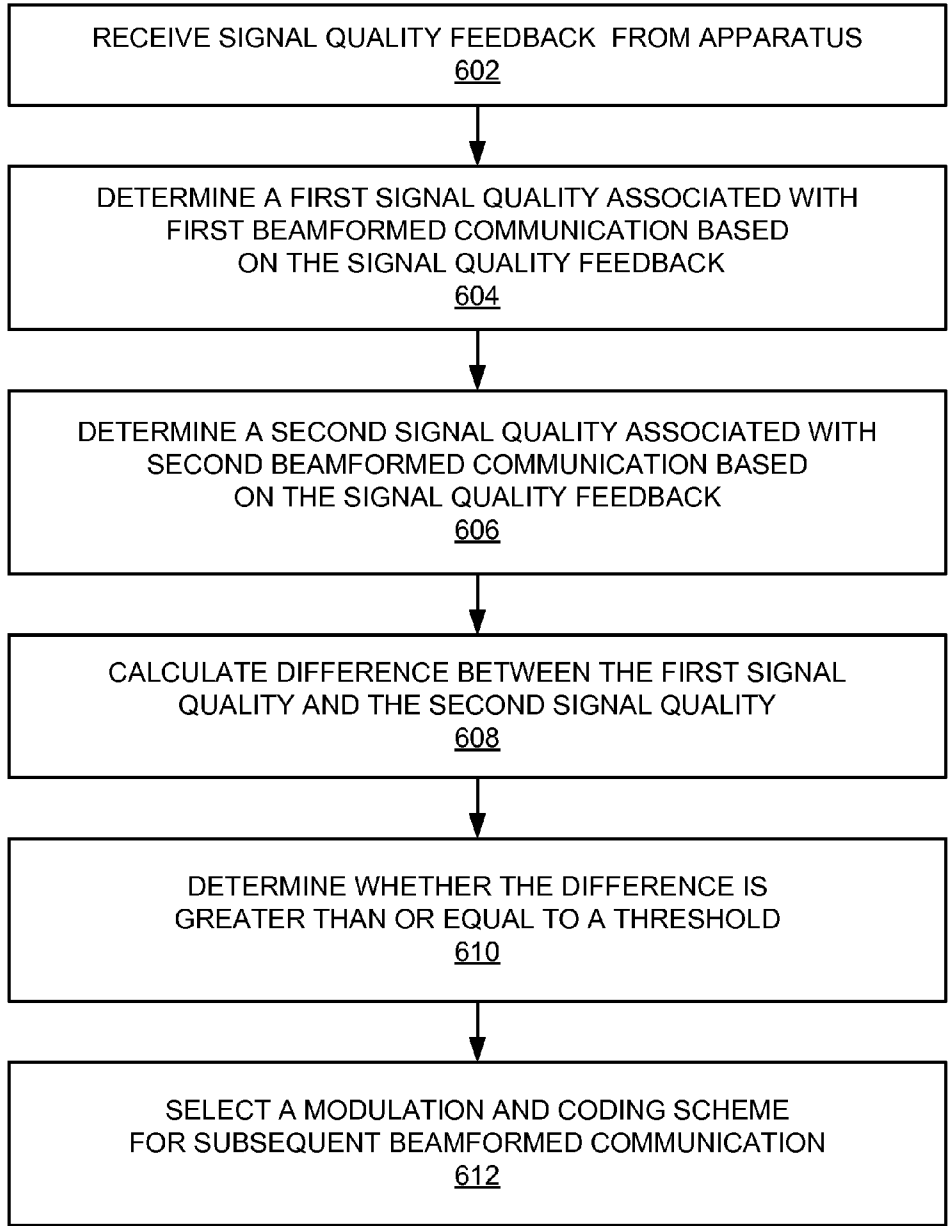 RECEIVE SIGNAL QUALITY FEEDBACK FROM APPARATUS
602
DETERMINE A FIRST SIGNAL QUALITY ASSOCIATED WITH
FIRST BEAMFORMED COMMUNICATION BASED
ON THE SIGNAL QUALITY FEEDBACK
604
DETERMINE A SECOND SIGNAL QUALITY ASSOCIATED WITH
SECOND BEAMFORMED COMMUNICATION BASED
ON THE SIGNAL QUALITY FEEDBACK
606
CALCULATE DIFFERENCE BETWEEN THE FIRST SIGNAL
QUALITY AND THE SECOND SIGNAL QUALITY
608
DETERMINE WHETHER THE DIFFERENCE IS
GREATER THAN OR EQUAL TO A THRESHOLD
610
SELECT A MODULATION AND CODING SCHEME
FOR SUBSEQUENT BEAMFORMED COMMUNICATION
612